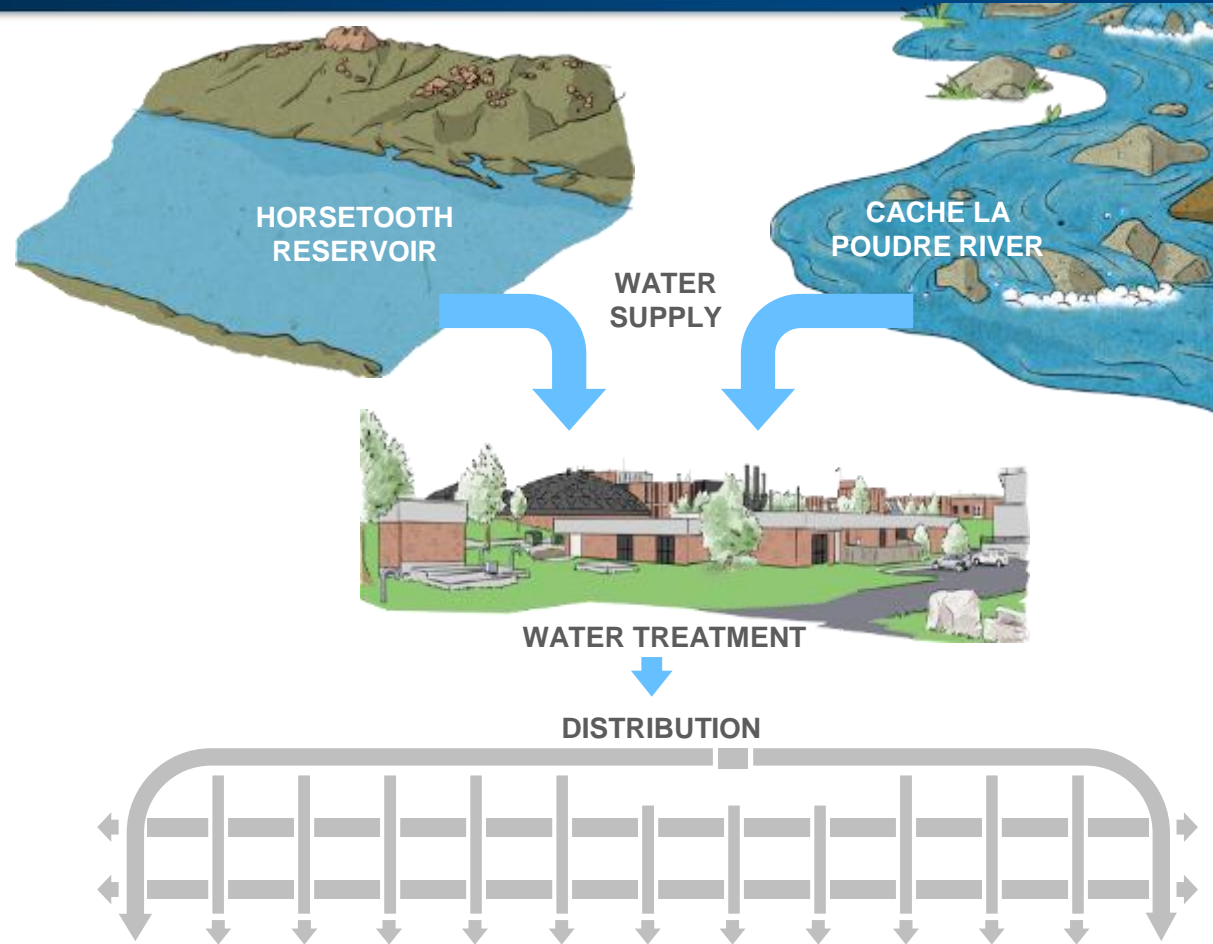 HORSETOOTH
RESERVOIR
CACHE LA
POUDRE RIVER
WATER
SUPPLY
WATER TREATMENT
DISTRIBUTION